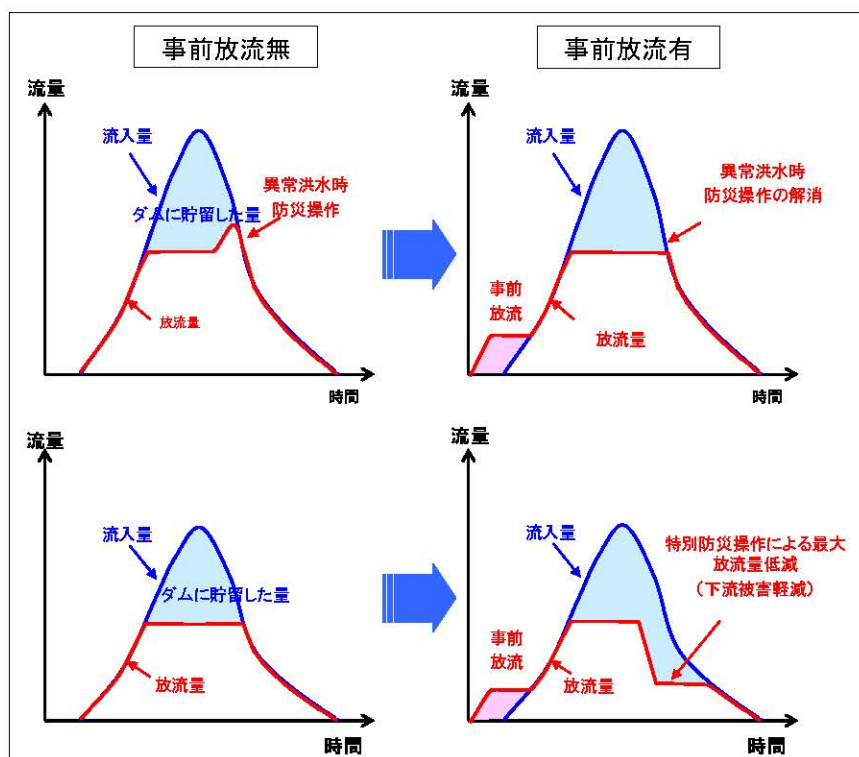 事前放流無
事前放流有
流量
流入量
ダムに貯留した量
異常洪水時
防災操作
放流量
時間
流量
流入量
異常洪水時
防災操作の解消
事前
放流
放流量
時間
流量
流入量
ダムに貯留した量
放流量
時間
流量
流入量
特別防災操作による最大
放流量低減
（下流被害軽減）
事前
放流
放流量
時間